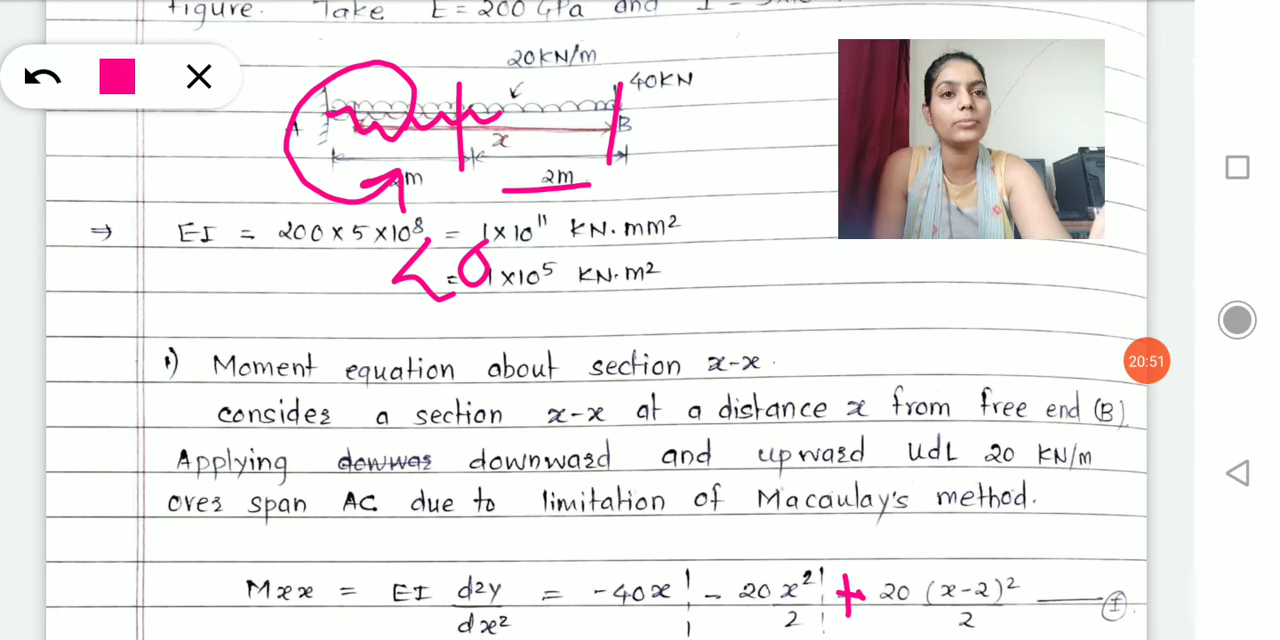 figure. Take E = 200 GPa and I
20KN/m
40KN
A
B
x
m
2m
⇒ EI = 200 x 5 x 10⁸ = 1 x 10¹¹ KN.mm²
= 1 x 10⁵ KN.m²
20:51
1) Moment equation about section x-x.
consider a section x-x at a distance x from free end (B)
Applying downward and upward udL 20 KN/m
over span AC due to limitation of Macaulay's method.
Mxx = EI d²y/dx² = -40x ¦ - 20 x²/2 ¦ + 20 (x-2)²/2 — (I)